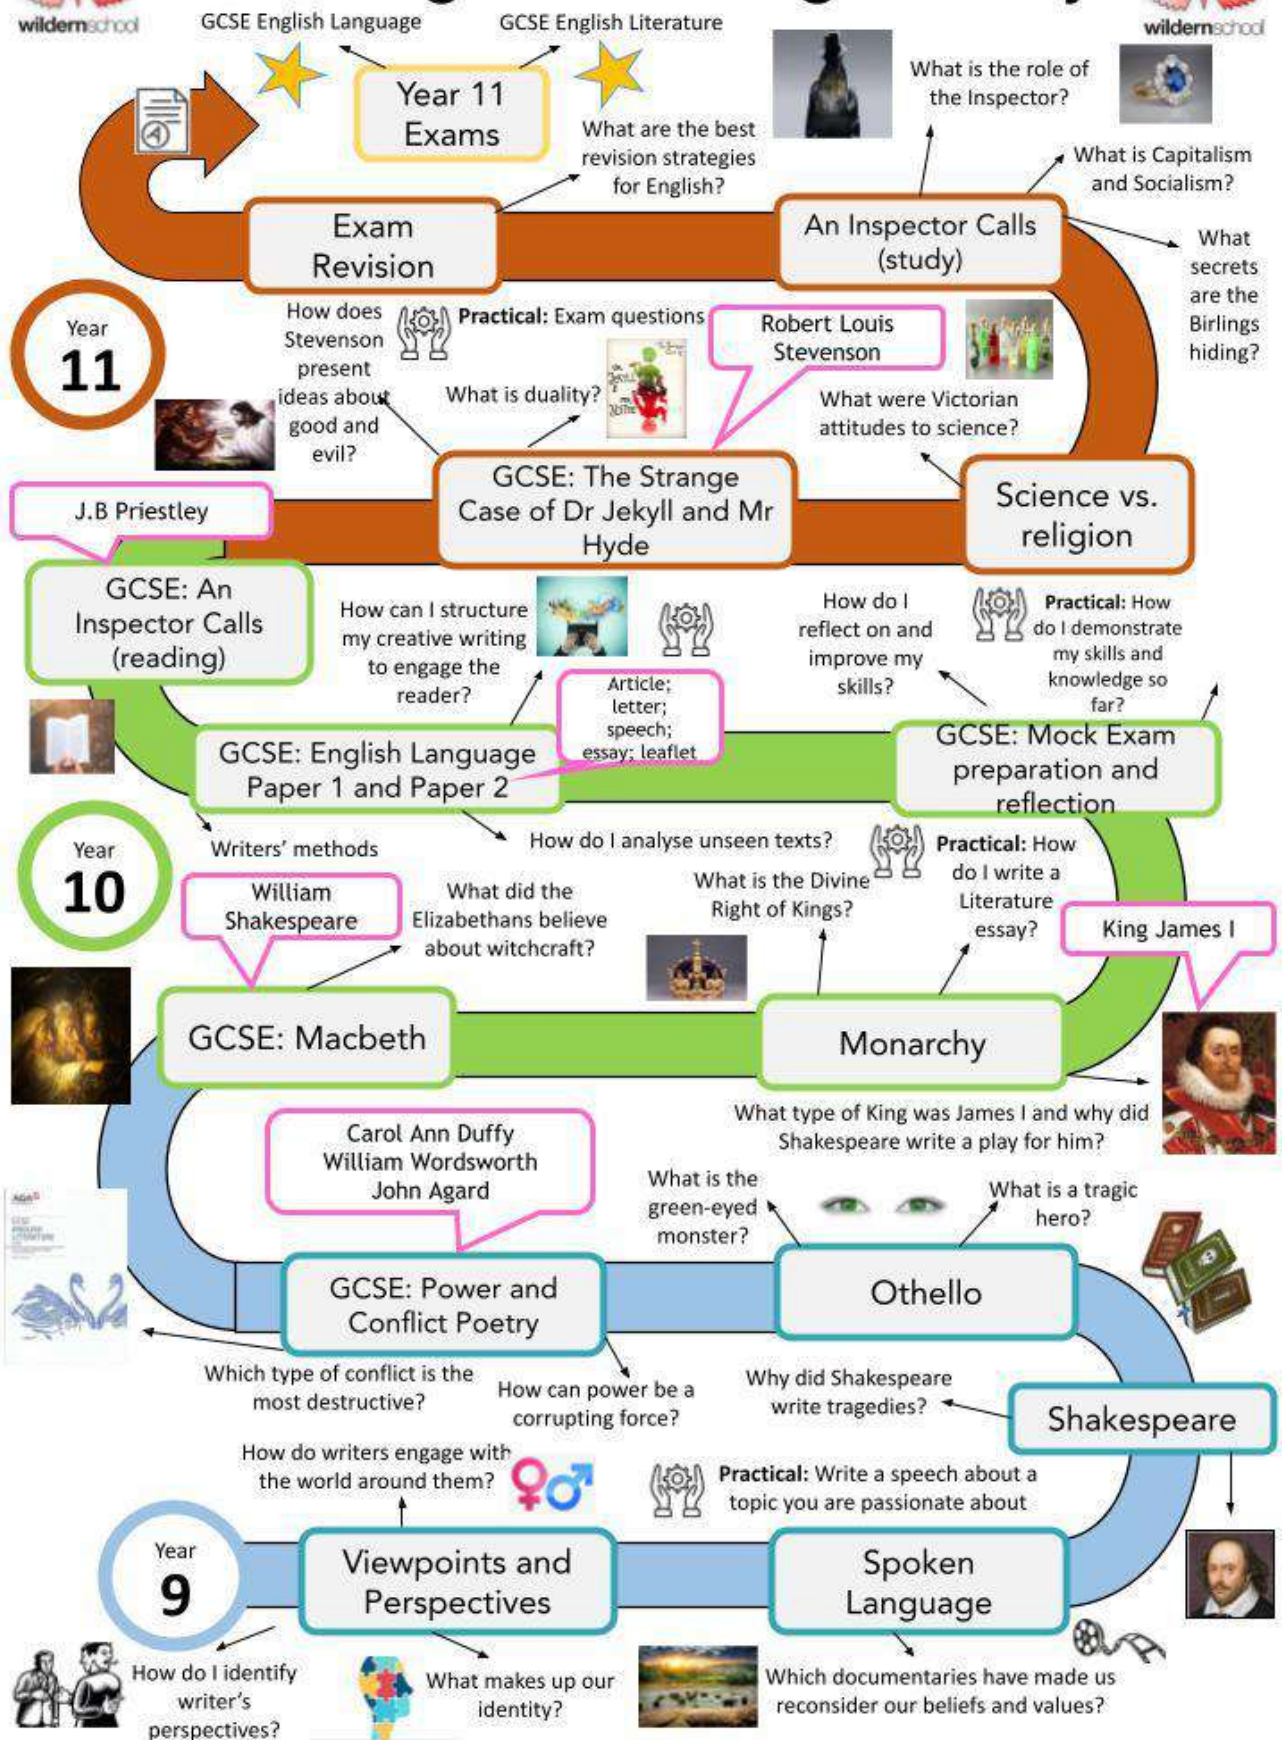 wildernschool
GCSE English Language
GCSE English Literature
wildernschool
Year 11
Exams
What are the best
revision strategies
for English?
What is the role of
the Inspector?
What is Capitalism
and Socialism?
What
secrets
are the
Birlings
hiding?
Exam
Revision
An Inspector Calls
(study)
Year
11
How does
Stevenson
present
ideas about
good and
evil?
Practical: Exam questions
What is duality?
Robert Louis
Stevenson
What were Victorian
attitudes to science?
J.B Priestley
GCSE: The Strange
Case of Dr Jekyll and Mr
Hyde
Science vs.
religion
GCSE: An
Inspector Calls
(reading)
How can I structure
my creative writing
to engage the
reader?
Article;
letter;
speech;
essay; leaflet
How do I
reflect on and
improve my
skills?
Practical: How
do I demonstrate
my skills and
knowledge so
far?
GCSE: English Language
Paper 1 and Paper 2
GCSE: Mock Exam
preparation and
reflection
Year
10
Writers' methods
How do I analyse unseen texts?
Practical: How
do I write a
Literature
essay?
William
Shakespeare
What did the
Elizabethans believe
about witchcraft?
What is the Divine
Right of Kings?
King James I
GCSE: Macbeth
Monarchy
What type of King was James I and why did
Shakespeare write a play for him?
Carol Ann Duffy
William Wordsworth
John Agard
What is the
green-eyed
monster?
What is a tragic
hero?
AQA
GCSE: Power and
Conflict Poetry
Othello
Which type of conflict is the
most destructive?
How can power be a
corrupting force?
Why did Shakespeare
write tragedies?
Shakespeare
How do writers engage with
the world around them?
Practical: Write a speech about a
topic you are passionate about
Year
9
Viewpoints and
Perspectives
Spoken
Language
How do I identify
writer's
perspectives?
What makes up our
identity?
Which documentaries have made us
reconsider our beliefs and values?